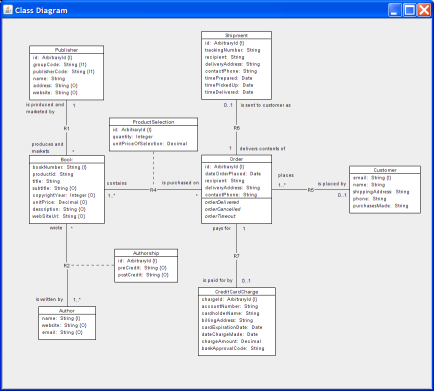 Class Diagram
Publisher
id: ArbitraryId {I}
groupCode: String {I1}
publisherCode: String {I1}
name: String
address: String {O}
website: String {O}
is produced and
marketed by
1
R1
produces and
markets
*
Book
bookNumber: String {I}
productId: String
title: String
subtitle: String {O}
copyrightYear: Integer {O}
unitPrice: Decimal {O}
description: String {O}
webSiteUrl: String {O}
contains
1..*
R4
is purchased on
*
ProductSelection
id: ArbitraryId {I}
quantity: Integer
unitPriceOfSelection: Decimal
Shipment
id: ArbitraryId {I}
trackingNumber: String
recipient: String
deliveryAddress: String
contactPhone: String
timePrepared: Date
timePickedUp: Date
timeDelivered: Date
0..1
is sent to customer as
R6
1
delivers contents of
Order
id: ArbitraryId {I}
dateOrderPlaced: Date
recipient: String
deliveryAddress: String
contactPhone: String
orderDelivered
orderCancelled
orderTimeout
places
1..*
R5
is placed by
0..1
Customer
email: String {I}
name: String
shippingAddress: String
phone: String
purchasesMade: String
wrote
*
R2
is written by
1..*
Authorship
id: ArbitraryId {I}
preCredit: String {O}
postCredit: String {O}
Author
name: String {I}
website: String {O}
email: String {O}
pays for
1
R7
is paid for by
0..1
CreditCardCharge
chargeId: ArbitraryId {I}
accountNumber: String
cardholderName: String
billingAddress: String
cardExpirationDate: Date
dateChargeMade: Date
chargeAmount: Decimal
bankApprovalCode: String